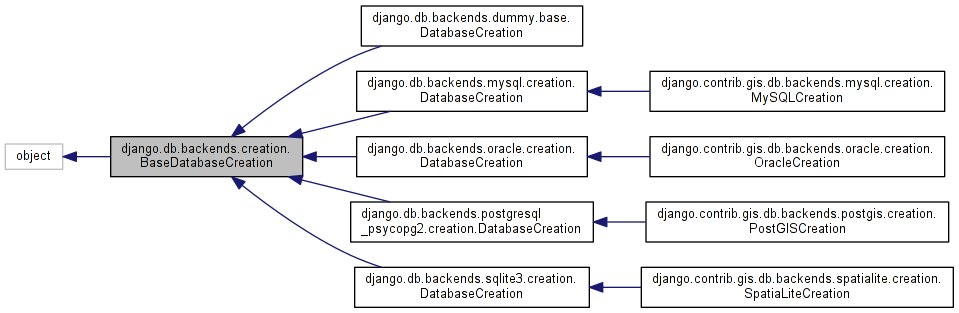 object
django.db.backends.creation.
BaseDatabaseCreation
django.db.backends.dummy.base.
DatabaseCreation
django.db.backends.mysql.creation.
DatabaseCreation
django.db.backends.oracle.creation.
DatabaseCreation
django.db.backends.postgresql
_psycopg2.creation.DatabaseCreation
django.db.backends.sqlite3.creation.
DatabaseCreation
django.contrib.gis.db.backends.mysql.creation.
MySQLCreation
django.contrib.gis.db.backends.oracle.creation.
OracleCreation
django.contrib.gis.db.backends.postgis.creation.
PostGISCreation
django.contrib.gis.db.backends.spatialite.creation.
SpatiaLiteCreation